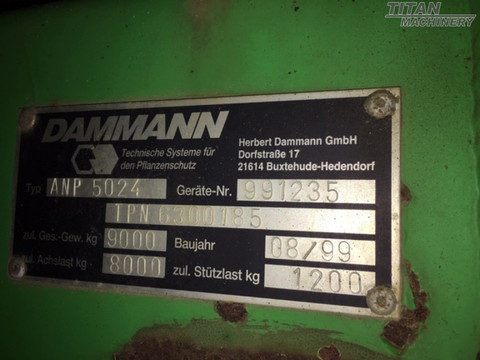 TITAN
MACHINERY
DAMMANN
Technische Systeme für
den Pflanzenschutz
Herbert Dammann GmbH
Dorfstraße 17
21614 Buxtehude-Hedendorf
Typ ANP 5024 Geräte-Nr. 991235
TPN 6300185
zul. Ges.-Gew. kg 9000 Baujahr 08/99
zul. Achslast kg 8000 zul. Stützlast kg 1200